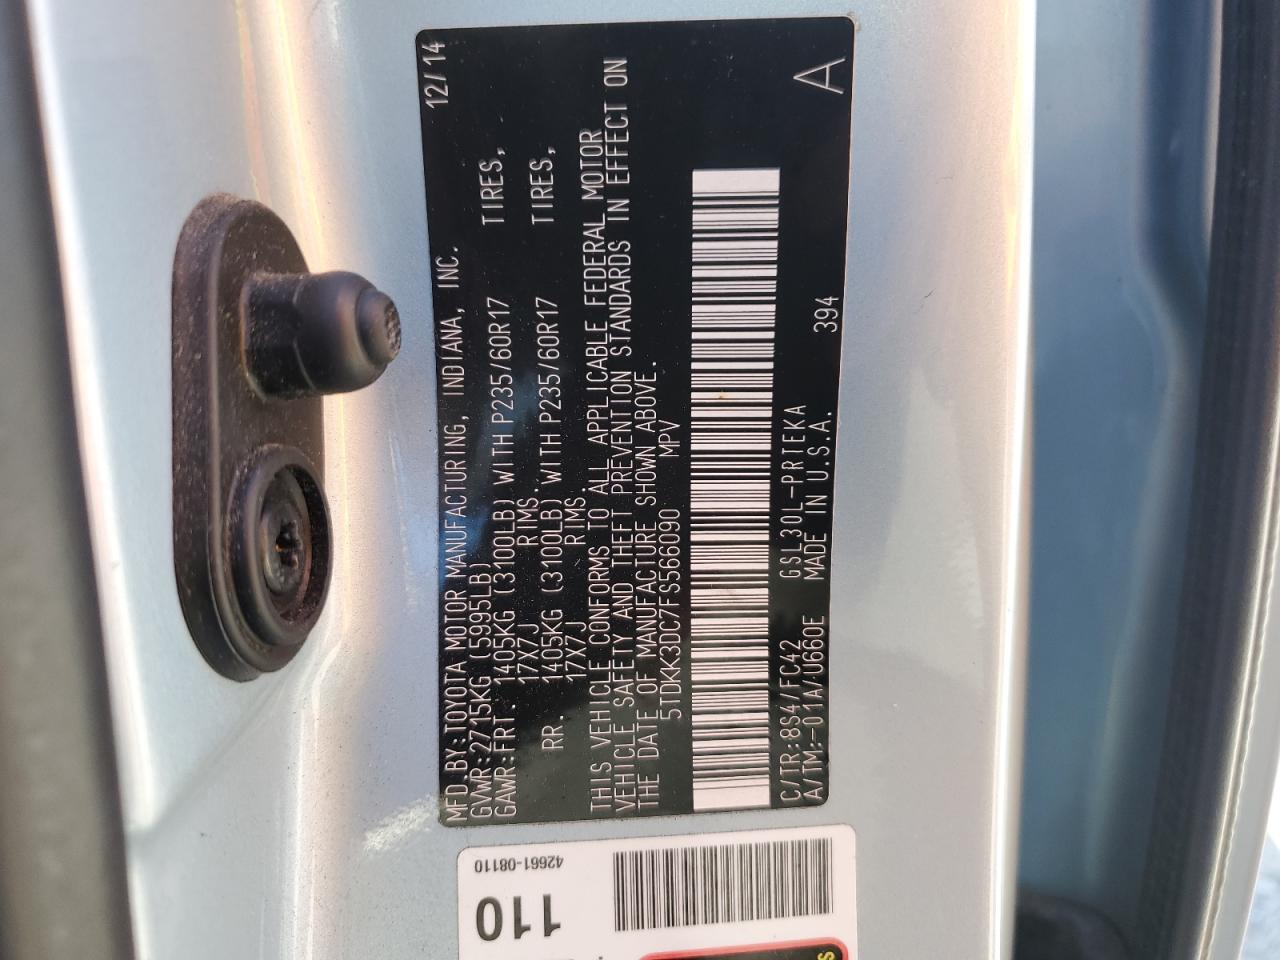 MFD.BY:TOYOTA MOTOR MANUFACTURING, INDIANA, INC. 12/14
GVWR:2715KG (5995LB)
GAWR:FRT. 1405KG (3100LB) WITH P235/60R17 TIRES,
17X7J RIMS,
RR. 1405KG (3100LB) WITH P235/60R17 TIRES,
17X7J RIMS
THIS VEHICLE CONFORMS TO ALL APPLICABLE FEDERAL MOTOR
VEHICLE SAFETY AND THEFT PREVENTION STANDARDS IN EFFECT ON
THE DATE OF MANUFACTURE SHOWN ABOVE.
5TDKK3DC7FS566090 MPV
C/TR:8S4/FC42 GSL30L-PRTEKA
A/TM:-01A/U660E MADE IN U.S.A. 394 A
42661-08110
110